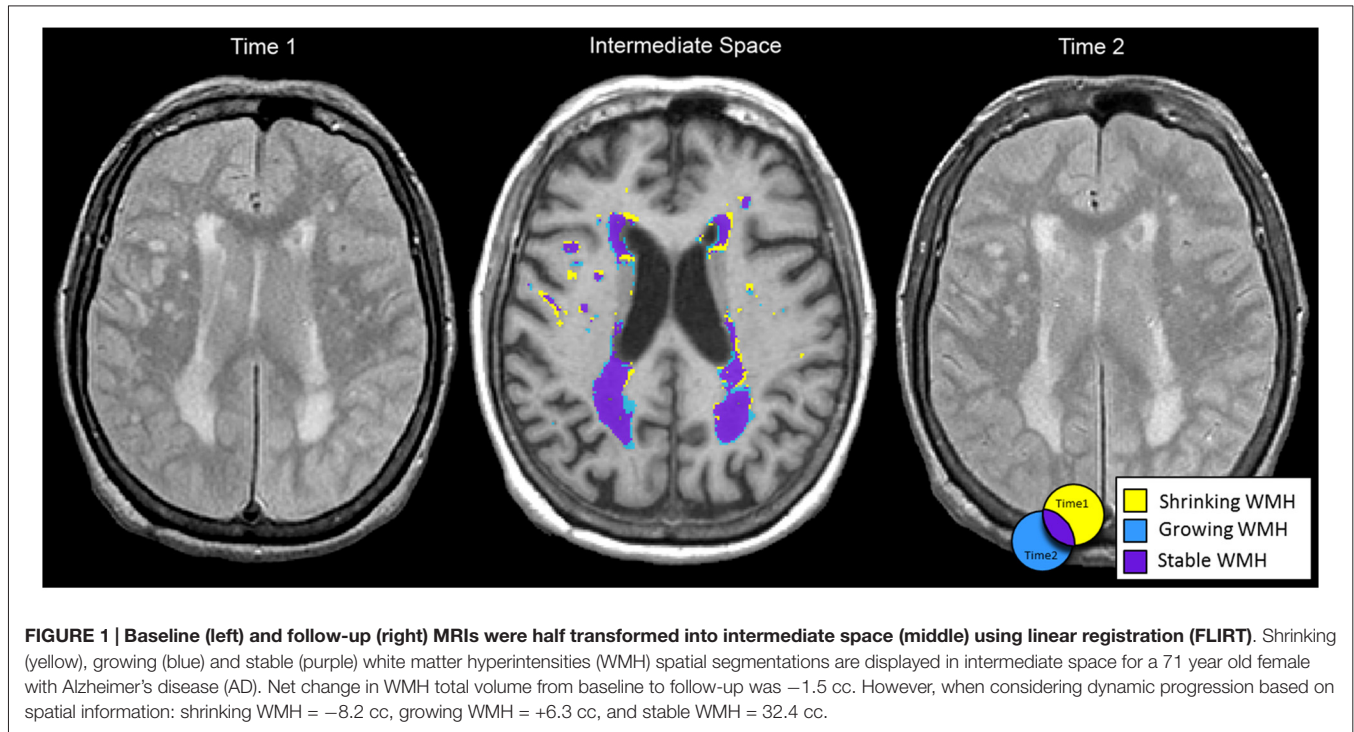 Time 1
Intermediate Space
Time 2
Time1
Time2
Shrinking WMH
Growing WMH
Stable WMH
FIGURE 1 | Baseline (left) and follow-up (right) MRIs were half transformed into intermediate space (middle) using linear registration (FLIRT). Shrinking
(yellow), growing (blue) and stable (purple) white matter hyperintensities (WMH) spatial segmentations are displayed in intermediate space for a 71 year old female
with Alzheimer's disease (AD). Net change in WMH total volume from baseline to follow-up was −1.5 cc. However, when considering dynamic progression based on
spatial information: shrinking WMH = −8.2 cc, growing WMH = +6.3 cc, and stable WMH = 32.4 cc.